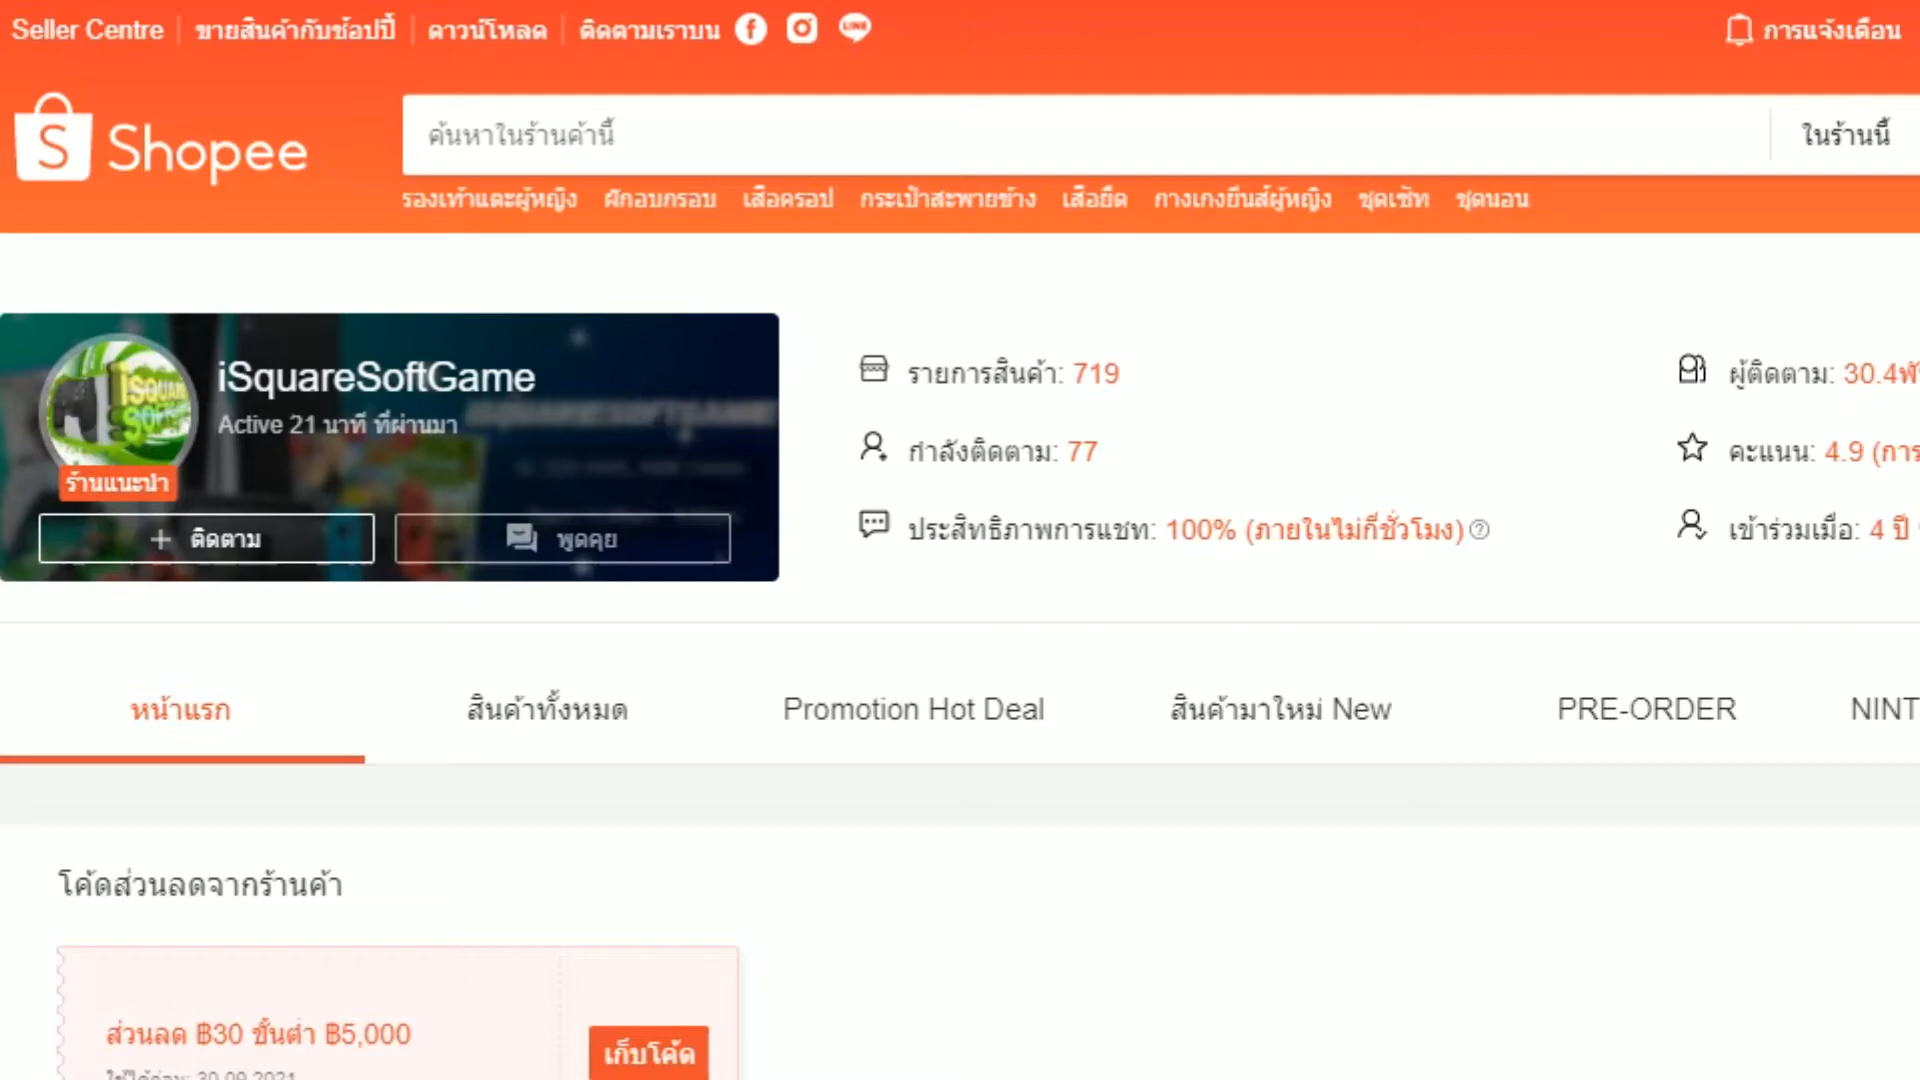 Seller Centre ขายสินค้ากับช้อปปี้ ดาวน์โหลด ติดตามเราบน การแจ้งเตือน
Shopee
ค้นหาในร้านค้านี้ ในร้านนี้
รองเท้าแตะผู้หญิง ผักอบกรอบ เสื้อครอป กระเป๋าสะพายข้าง เสื้อยืด กางเกงยีนส์ผู้หญิง ชุดเซ้ท ชุดนอน
iSquareSoftGame
Active 21 นาที ที่ผ่านมา
iSQUARE SOFT
ร้านแนะนำ
+ ติดตาม พูดคุย
รายการสินค้า: 719 ผู้ติดตาม: 30.4พั
กำลังติดตาม: 77 คะแนน: 4.9 (การ
ประสิทธิภาพการแชท: 100% (ภายในไม่กี่ชั่วโมง) เข้าร่วมเมื่อ: 4 ปี
หน้าแรก สินค้าทั้งหมด Promotion Hot Deal สินค้ามาใหม่ New PRE-ORDER NINT
โค้ดส่วนลดจากร้านค้า
ส่วนลด ฿30 ขั้นต่ำ ฿5,000
เก็บโค้ด